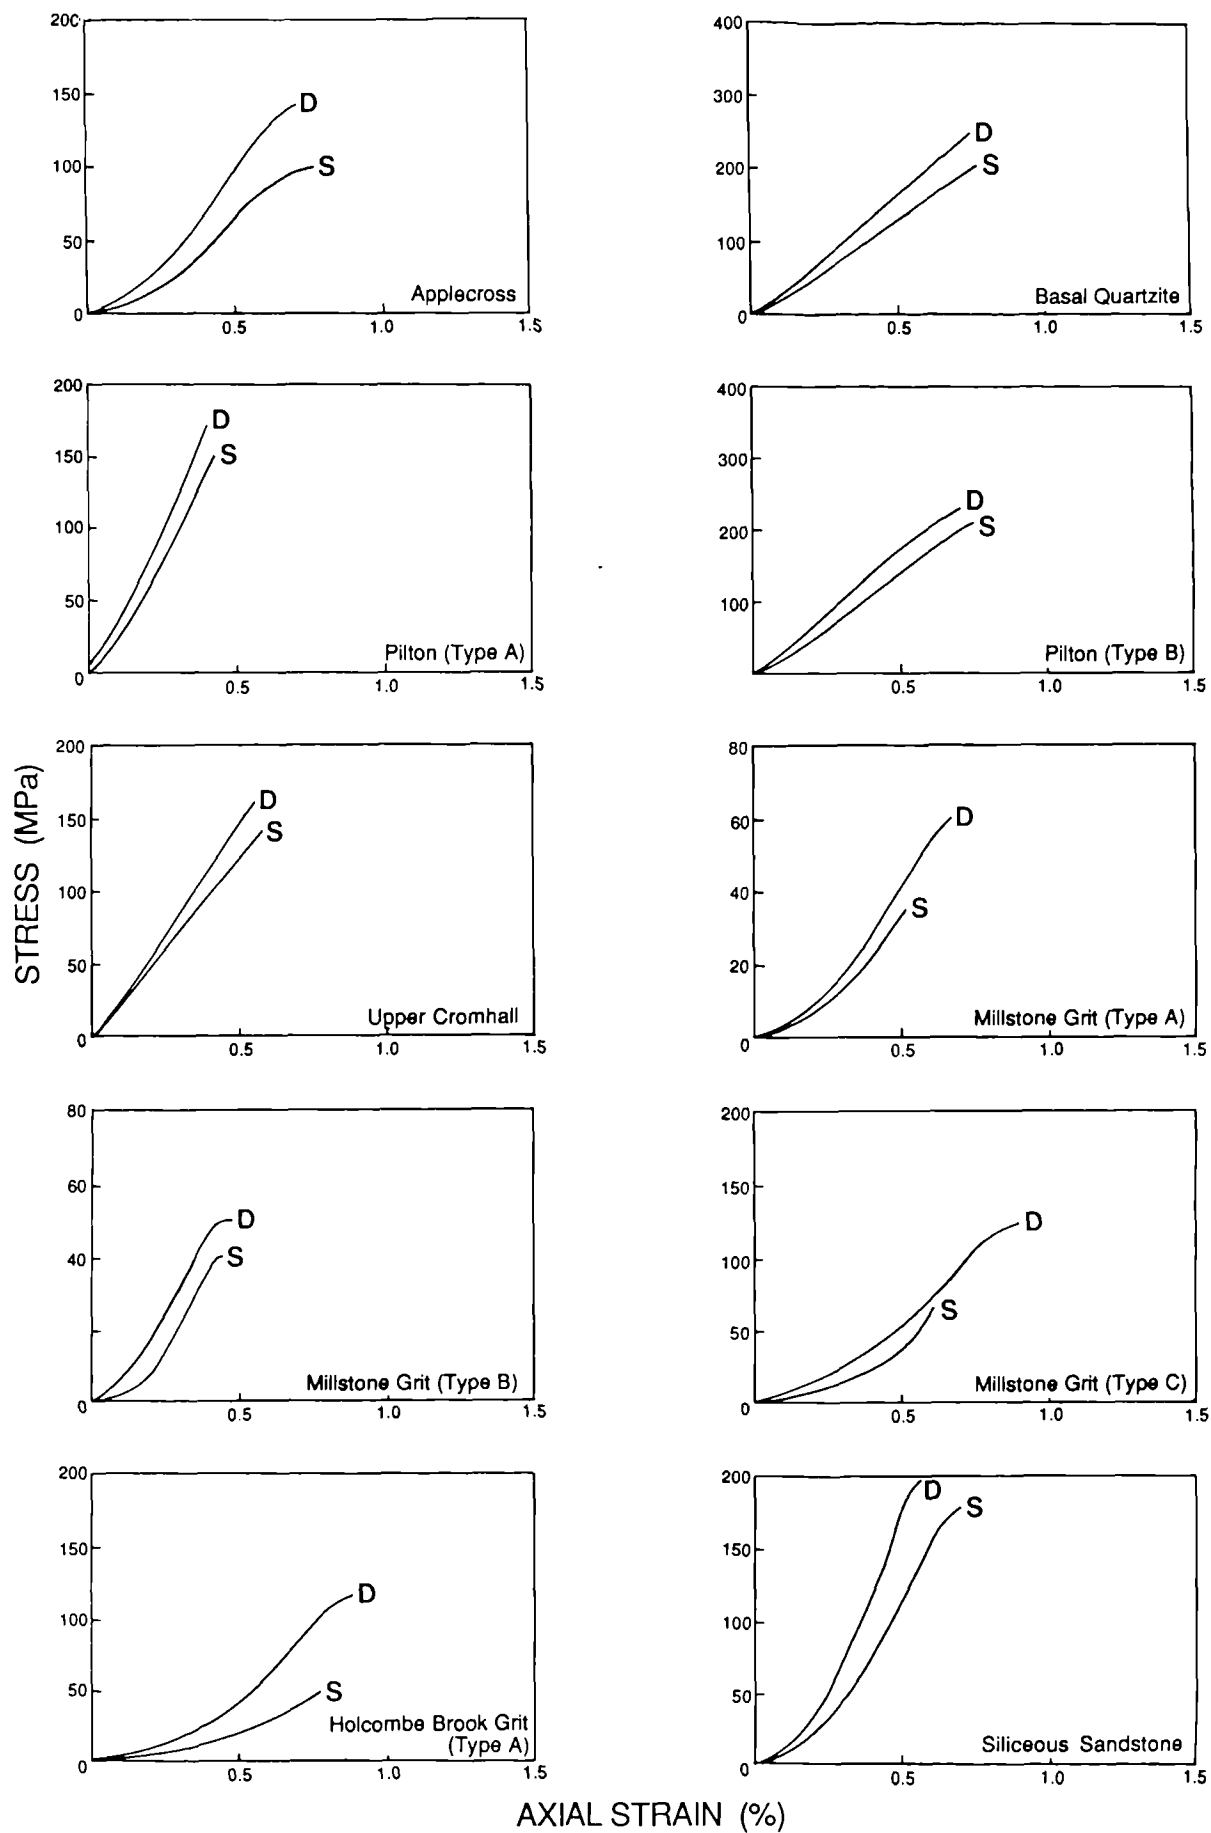 200
150
100
50
0
0.5
1.0
1.5
D
S
Applecross
400
300
200
100
0
0.5
1.0
1.5
D
S
Basal Quartzite
200
150
100
50
0
0.5
1.0
1.5
D
S
Pilton (Type A)
400
300
200
100
0.5
1.0
1.5
D
S
Pilton (Type B)
STRESS (MPa)
200
150
100
50
0
0.5
1.0
1.5
D
S
Upper Cromhall
80
60
40
20
0
0.5
1.0
1.5
D
S
Millstone Grit (Type A)
80
60
40
0
0.5
1.0
1.5
D
S
Millstone Grit (Type B)
200
150
100
50
0
0.5
1.0
1.5
D
S
Millstone Grit (Type C)
200
150
100
50
0
0.5
1.0
1.5
D
S
Holcombe Brook Grit
(Type A)
200
150
100
50
0
0.5
1.0
1.5
D
S
Siliceous Sandstone
AXIAL STRAIN (%)